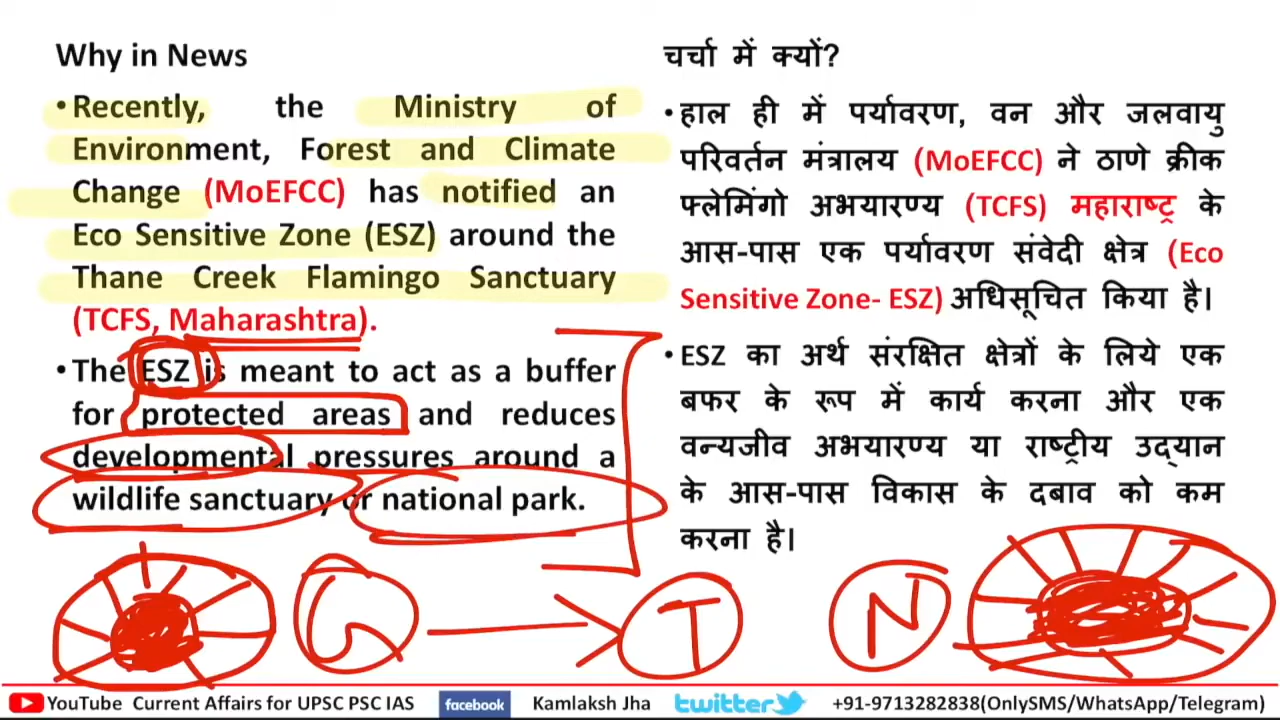 Why in News
•Recently, the Ministry of
Environment, Forest and Climate
Change (MoEFCC) has notified an
Eco Sensitive Zone (ESZ) around the
Thane Creek Flamingo Sanctuary
(TCFS, Maharashtra).
•The ESZ is meant to act as a buffer
for protected areas and reduces
developmental pressures around a
wildlife sanctuary or national park.
चर्चा में क्यों?
•हाल ही में पर्यावरण, वन और जलवायु
परिवर्तन मंत्रालय (MoEFCC) ने ठाणे क्रीक
फ्लेमिंगो अभयारण्य (TCFS) महाराष्ट्र के
आस-पास एक पर्यावरण संवेदी क्षेत्र (Eco
Sensitive Zone- ESZ) अधिसूचित किया है।
•ESZ का अर्थ संरक्षित क्षेत्रों के लिये एक
बफर के रूप में कार्य करना और एक
वन्यजीव अभयारण्य या राष्ट्रीय उद्यान
के आस-पास विकास के दबाव को कम
करना है।
T N
YouTube Current Affairs for UPSC PSC IAS facebook Kamlaksh Jha twitter +91-9713282838(OnlySMS/WhatsApp/Telegram)